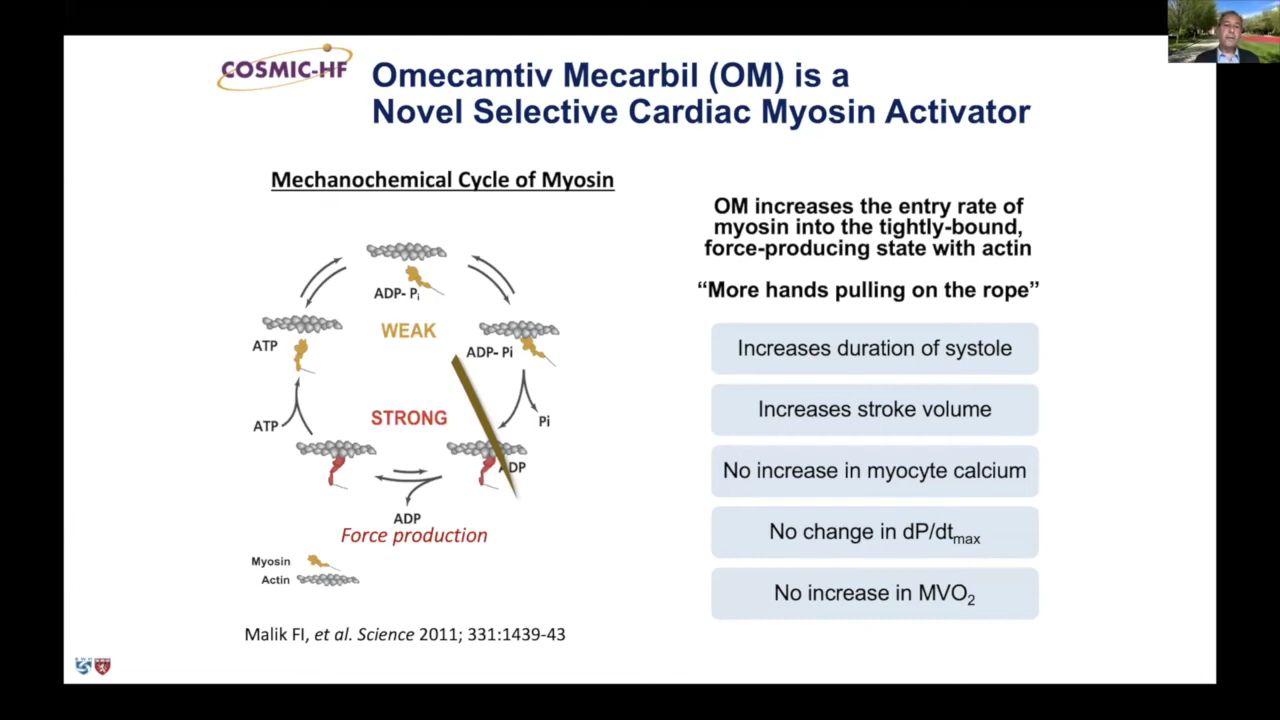 COSMIC-HF
Omecamtiv Mecarbil (OM) is a
Novel Selective Cardiac Myosin Activator
Mechanochemical Cycle of Myosin
ADP- Pi
WEAK
ATP
ADP- Pi
STRONG
ATP
Pi
ADP
ADP
Force production
Myosin
Actin
Malik FI, et al. Science 2011; 331:1439-43
OM increases the entry rate of
myosin into the tightly-bound,
force-producing state with actin
“More hands pulling on the rope”
Increases duration of systole
Increases stroke volume
No increase in myocyte calcium
No change in dP/dtmax
No increase in MVO2